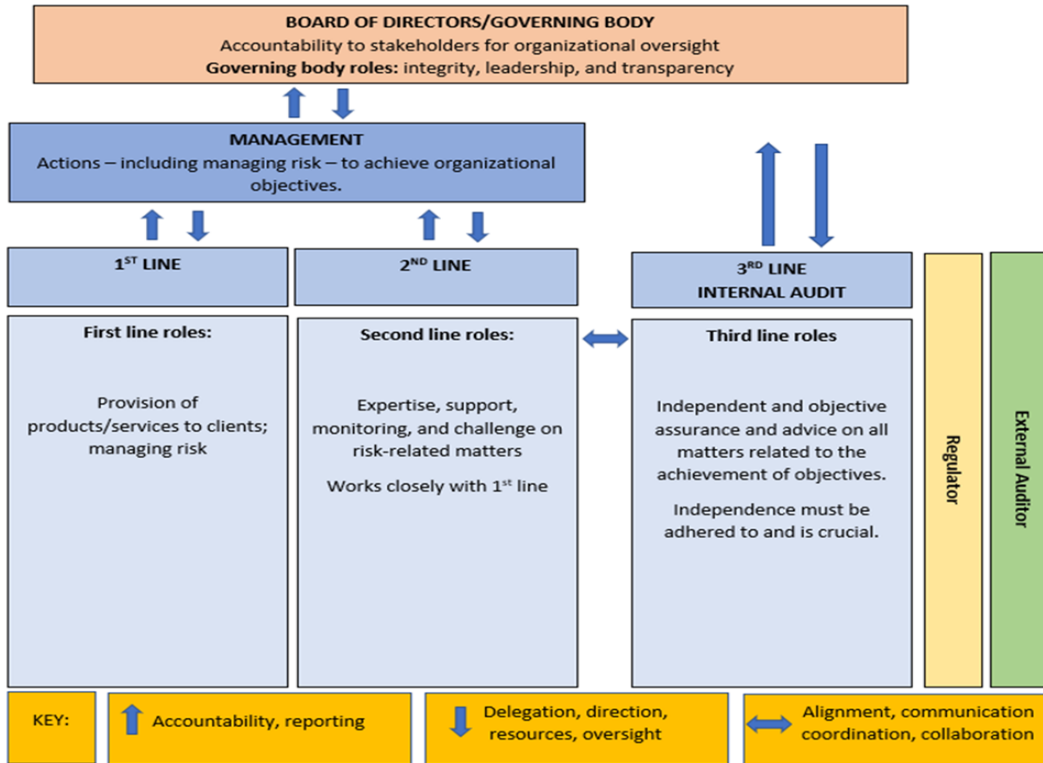 BOARD OF DIRECTORS/GOVERNING BODY
Accountability to stakeholders for organizational oversight
Governing body roles: integrity, leadership, and transparency
MANAGEMENT
Actions – including managing risk – to achieve organizational
objectives.
1ST LINE
2ND LINE
3RD LINE
INTERNAL AUDIT
First line roles:
Provision of
products/services to clients;
managing risk
Second line roles:
Expertise, support,
monitoring, and challenge on
risk-related matters
Works closely with 1st line
Third line roles
Independent and objective
assurance and advice on all
matters related to the
achievement of objectives.
Independence must be
adhered to and is crucial.
Regulator
External Auditor
KEY:
Accountability, reporting
Delegation, direction,
resources, oversight
Alignment, communication
coordination, collaboration